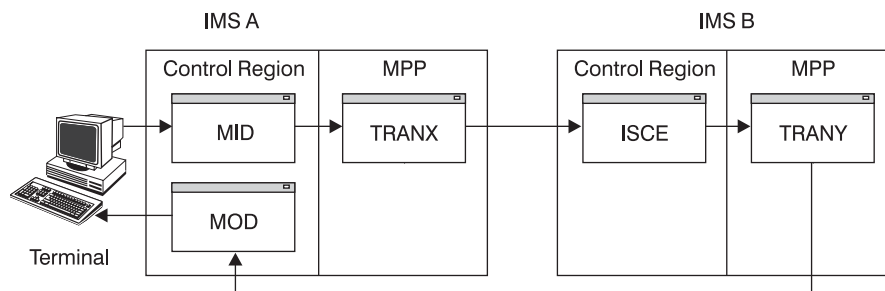 IMS A
IMS B
Control Region
MPP
Control Region
MPP
MID
TRANX
ISCE
TRANY
MOD
Terminal